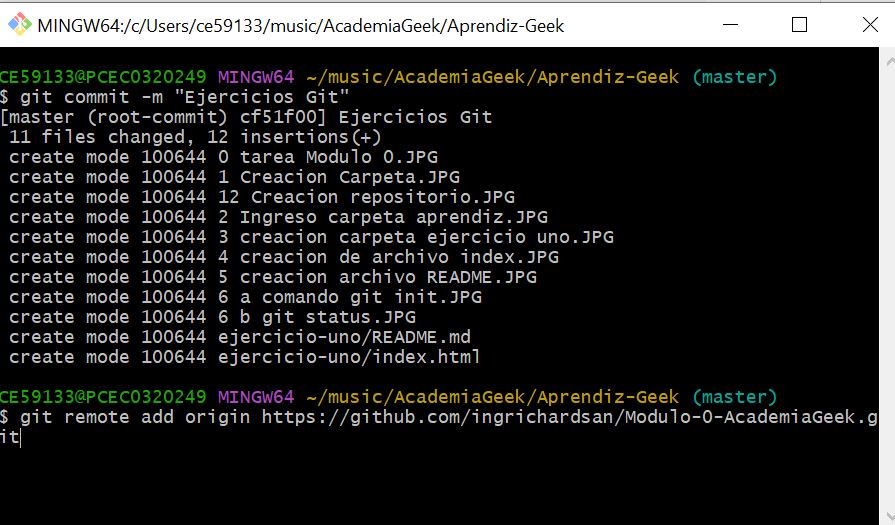 MINGW64:/c/Users/ce59133/music/AcademiaGeek/Aprendiz-Geek
CE59133@PCEC0320249 MINGW64 ~/music/AcademiaGeek/Aprendiz-Geek (master)
$ git commit -m "Ejercicios Git"
[master (root-commit) cf51f00] Ejercicios Git
 11 files changed, 12 insertions(+)
 create mode 100644 0 tarea Modulo 0.JPG
 create mode 100644 1 Creacion Carpeta.JPG
 create mode 100644 12 Creacion repositorio.JPG
 create mode 100644 2 Ingreso carpeta aprendiz.JPG
 create mode 100644 3 creacion carpeta ejercicio uno.JPG
 create mode 100644 4 creacion de archivo index.JPG
 create mode 100644 5 creacion archivo README.JPG
 create mode 100644 6 a comando git init.JPG
 create mode 100644 6 b git status.JPG
 create mode 100644 ejercicio-uno/README.md
 create mode 100644 ejercicio-uno/index.html
CE59133@PCEC0320249 MINGW64 ~/music/AcademiaGeek/Aprendiz-Geek (master)
$ git remote add origin https://github.com/ingrichardsan/Modulo-0-AcademiaGeek.g
it